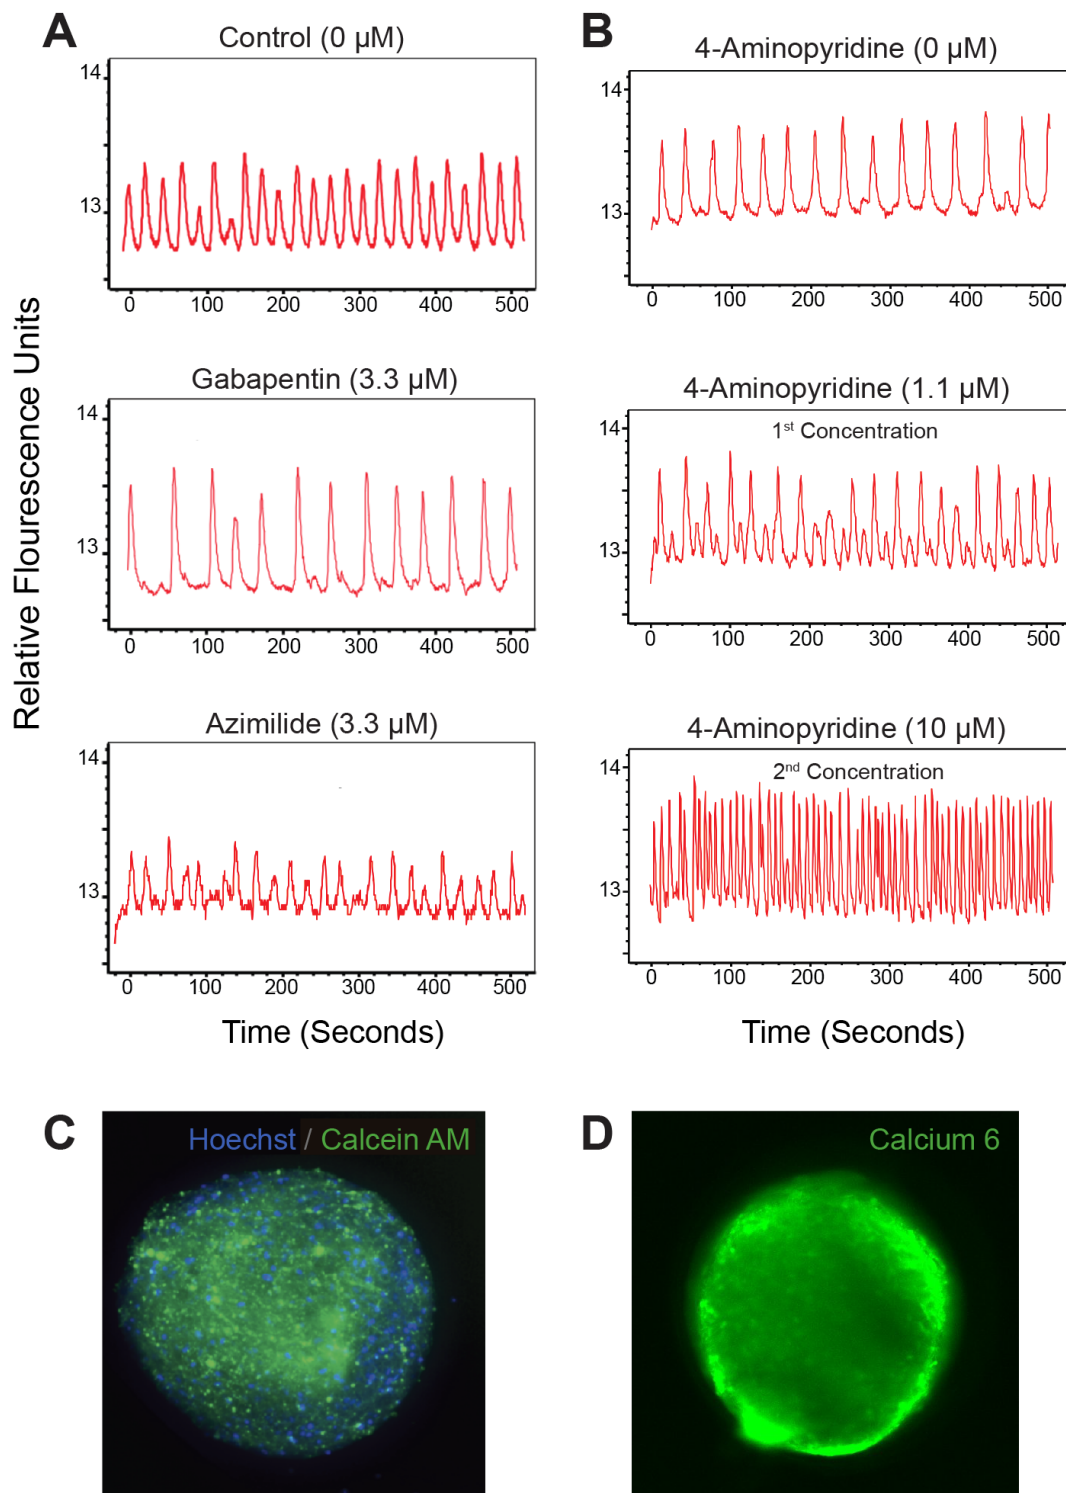 A
Control (0 µM)
14
13
0 100 200 300 400 500
Gabapentin (3.3 µM)
14
13
0 100 200 300 400 500
Azimilide (3.3 µM)
14
13
0 100 200 300 400 500
Relative Flourescence Units
Time (Seconds)
B
4-Aminopyridine (0 µM)
14
13
0 100 200 300 400 500
4-Aminopyridine (1.1 µM)
1st Concentration
14
13
0 100 200 300 400 500
4-Aminopyridine (10 µM)
2nd Concentration
14
13
0 100 200 300 400 500
Time (Seconds)
C
Hoechst / Calcein AM
D
Calcium 6